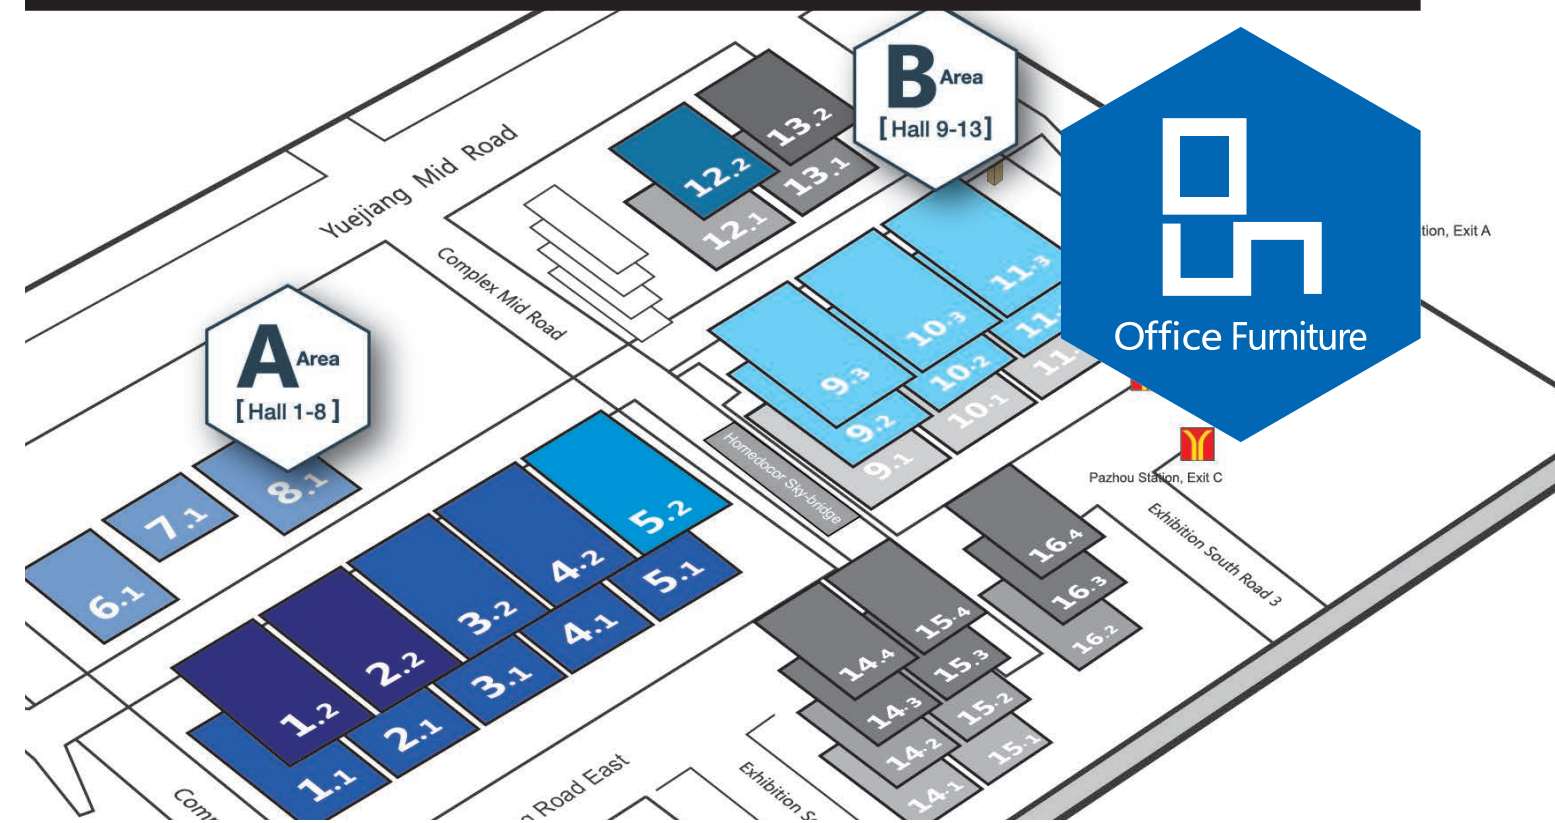 B Area
[ Hall 9-13 ]
13.2
12.2
13.1
12.1
Yuejiang Mid Road
Complex Mid Road
Office Furniture
tion, Exit A
11.3
10.3
9.3
10.2
9.2
10.1
9.1
Homedocor Sky-bridge
Pazhou Station, Exit C
Exhibition South Road 3
A Area
[ Hall 1-8 ]
8.1
7.1
6.1
5.2
4.2
5.1
3.2
4.1
2.2
3.1
1.2
2.1
1.1
16.4
16.3
16.2
15.4
14.4
15.3
14.3
15.2
14.2
15.1
14.1
Road East